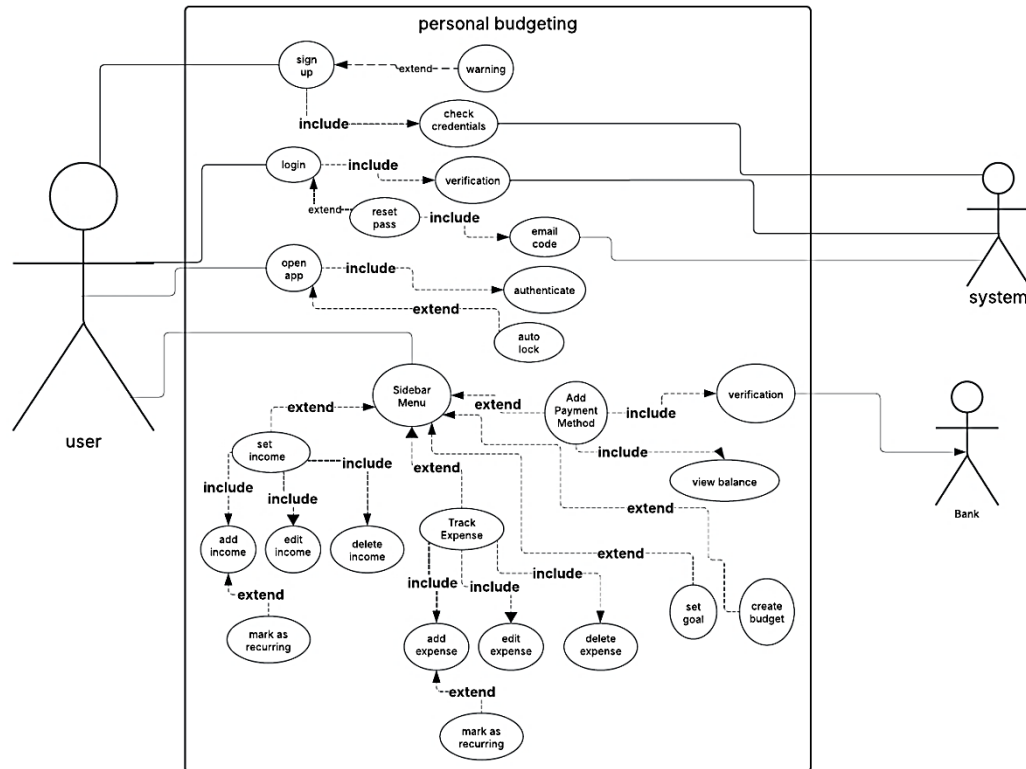 personal budgeting
sign
up
extend
warning
include
check
credentials
login
include
verification
extend
reset
pass
include
email
code
open
app
include
authenticate
extend
auto
lock
system
user
Sidebar
Menu
extend
Add
Payment
Method
include
verification
extend
set
income
include
view balance
extend
include
include
include
Bank
add
income
edit
income
delete
income
Track
Expense
extend
extend
include
include
include
extend
mark as
recurring
set
goal
create
budget
add
expense
edit
expense
delete
expense
extend
mark as
recurring